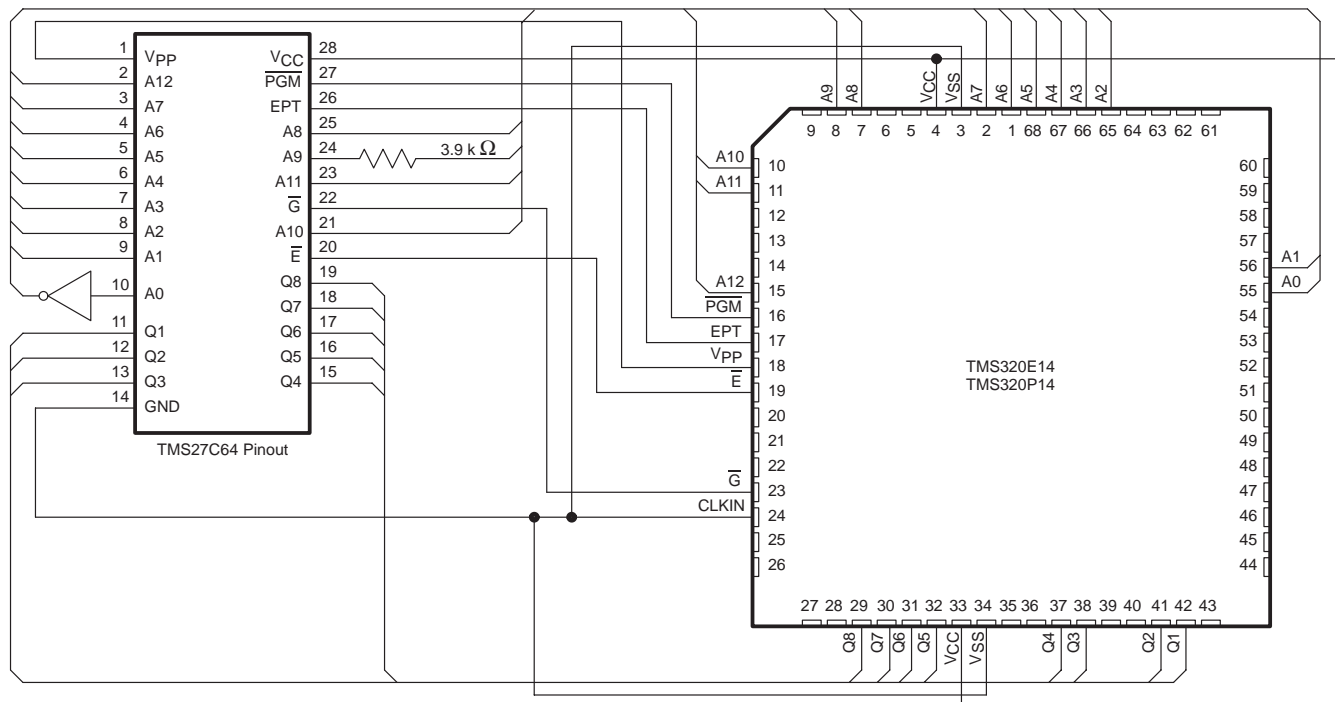 1 VPP VCC 28
2 A12 PGM 27
3 A7 EPT 26
4 A6 A8 25
5 A5 A9 24 3.9 k Ω
6 A4 A11 23
7 A3 G 22
8 A2 A10 21
9 A1 E 20
10 A0 Q8 19
11 Q1 Q7 18
12 Q2 Q6 17
13 Q3 Q5 16
14 GND Q4 15
TMS27C64 Pinout
A9 A8 VCC VSS A7 A6 A5 A4 A3 A2
9 8 7 6 5 4 3 2 1 68 67 66 65 64 63 62 61
A10 10
A11 11
12
13
14
A12 15
PGM 16
EPT 17
VPP 18
E 19
20
21
22
G 23
CLKIN 24
25
26
TMS320E14
TMS320P14
60
59
58
57
A1 56
A0 55
54
53
52
51
50
49
48
47
46
45
44
27 28 29 30 31 32 33 34 35 36 37 38 39 40 41 42 43
Q8 Q7 Q6 Q5 VCC VSS Q4 Q3 Q2 Q1